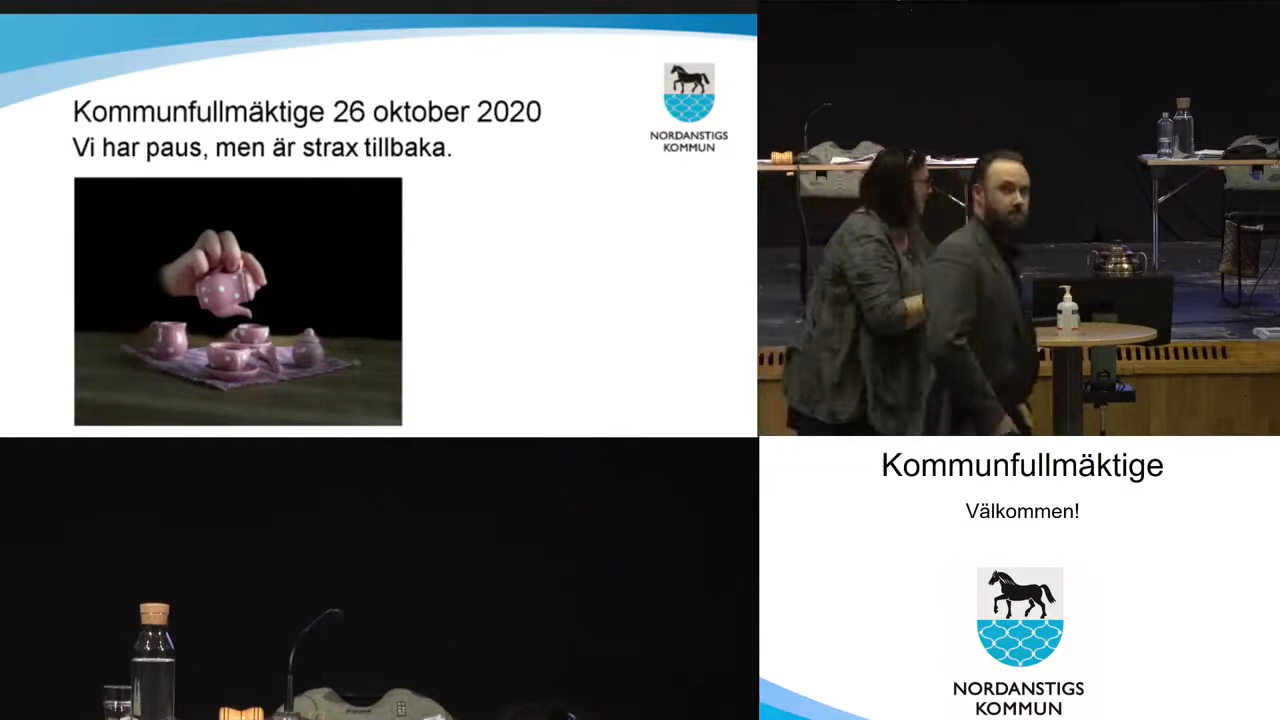 Kommunfullmäktige 26 oktober 2020
Vi har paus, men är strax tillbaka.
NORDANSTIGS
KOMMUN
Kommunfullmäktige
Välkommen!
NORDANSTIGS
KOMMUN